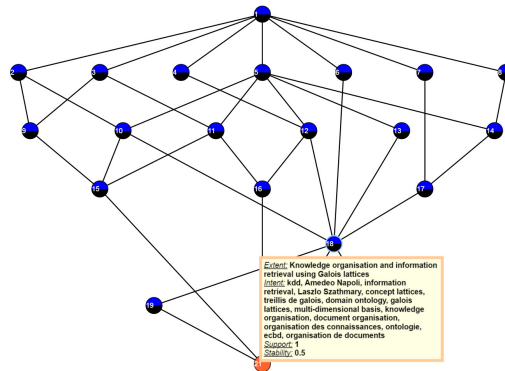 1
2
3
4
5
6
7
8
9
10
11
12
13
14
15
16
17
18
Extent: Knowledge organisation and information
retrieval using Galois lattices
Intent: kdd, Amedeo Napoli, information
retrieval, Laszlo Szathmary, concept lattices,
treillis de galois, domain ontology, galois
lattices, multi-dimensional basis, knowledge
organisation, document organisation,
organisation des connaissances, ontologie,
ecbd, organisation de documents
Support: 1
Stability: 0.5
19
21